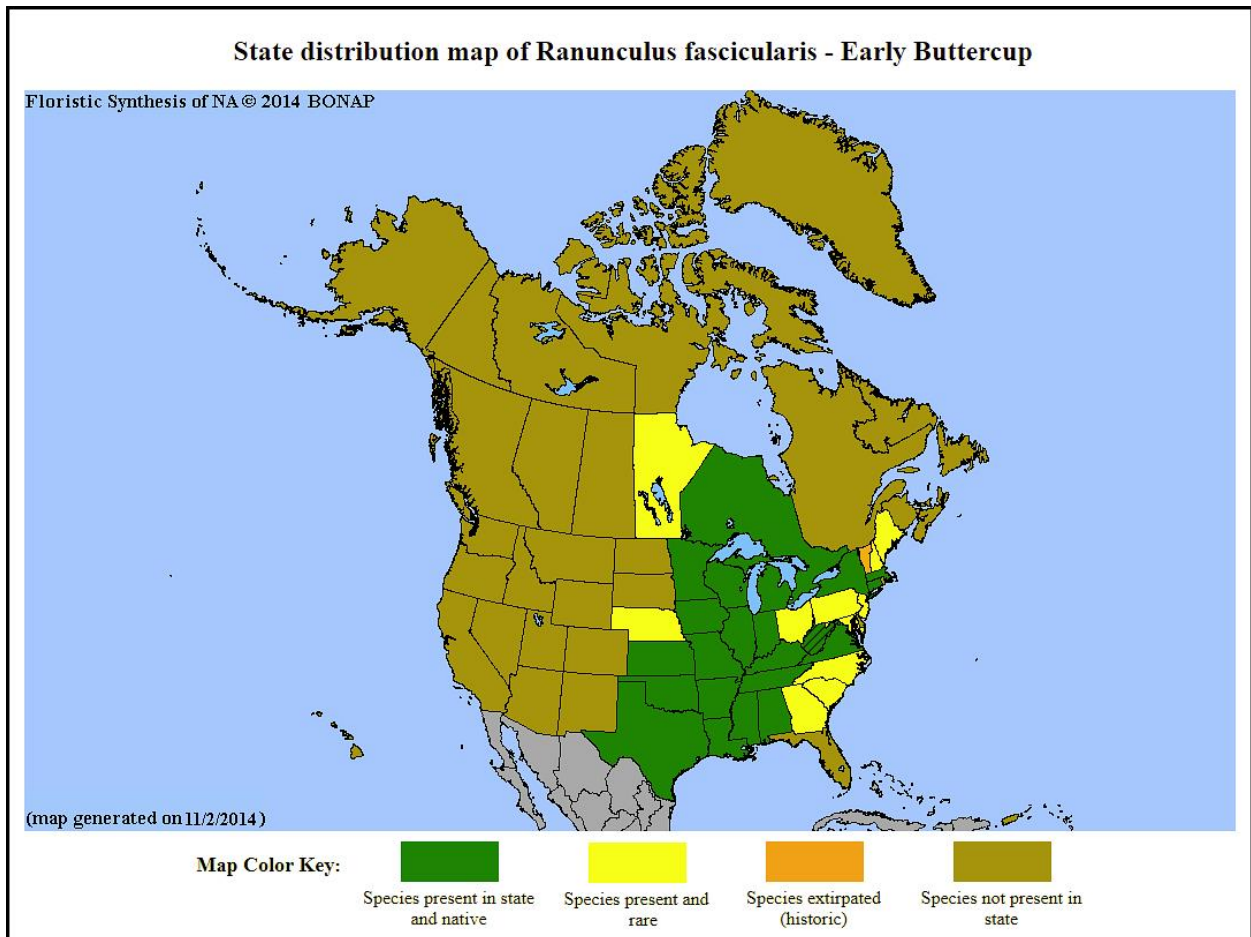 State distribution map of Ranunculus fascicularis - Early Buttercup
Floristic Synthesis of NA © 2014 BONAP
(map generated on 11/2/2014 )
Map Color Key:
Species present in state
and native
Species present and
rare
Species extirpated
(historic)
Species not present in
state